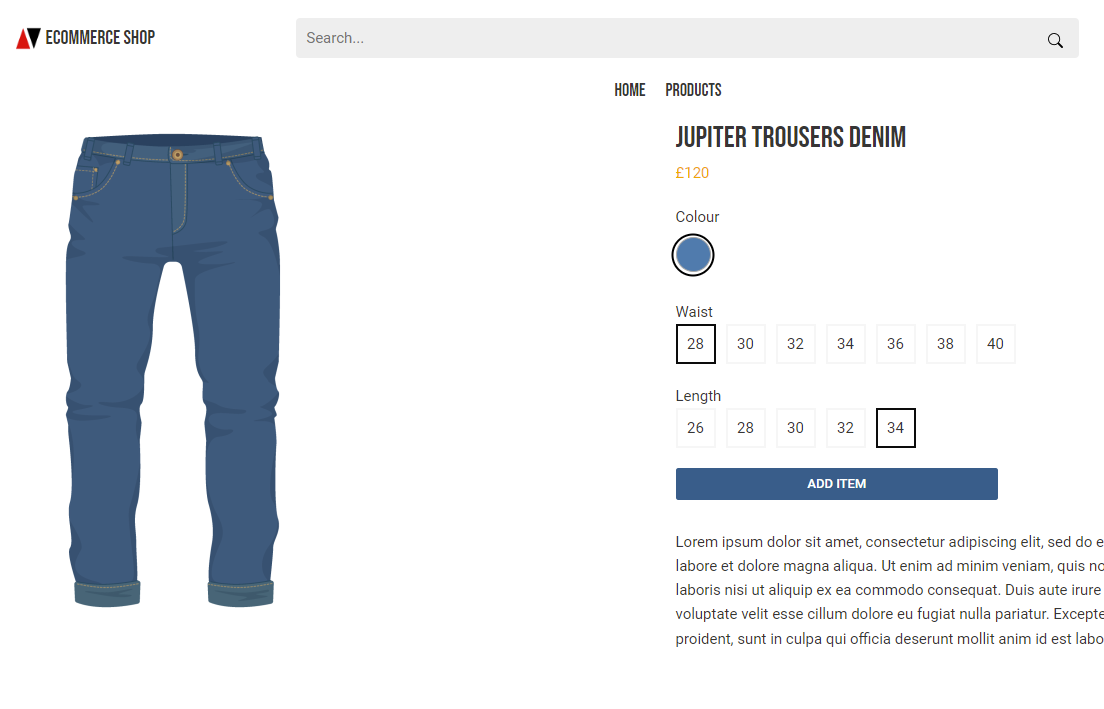 ECOMMERCE SHOP
Search...
HOME PRODUCTS
JUPITER TROUSERS DENIM
£120
Colour
Waist
28 30 32 34 36 38 40
Length
26 28 30 32 34
ADD ITEM
Lorem ipsum dolor sit amet, consectetur adipiscing elit, sed do e
labore et dolore magna aliqua. Ut enim ad minim veniam, quis no
laboris nisi ut aliquip ex ea commodo consequat. Duis aute irure
voluptate velit esse cillum dolore eu fugiat nulla pariatur. Excepte
proident, sunt in culpa qui officia deserunt mollit anim id est labo